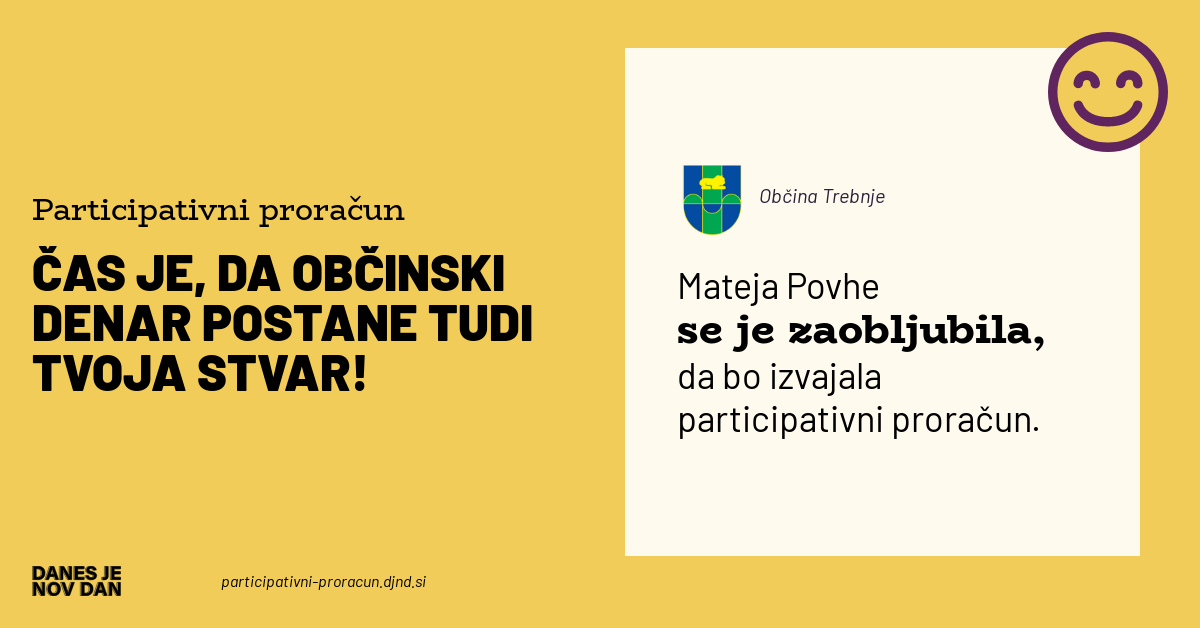 Participativni proračun
ČAS JE, DA OBČINSKI
DENAR POSTANE TUDI
TVOJA STVAR!
Občina Trebnje
Mateja Povhe
se je zaobljubila,
da bo izvajala
participativni proračun.
DANES JE
NOV DAN
participativni-proracun.djnd.si